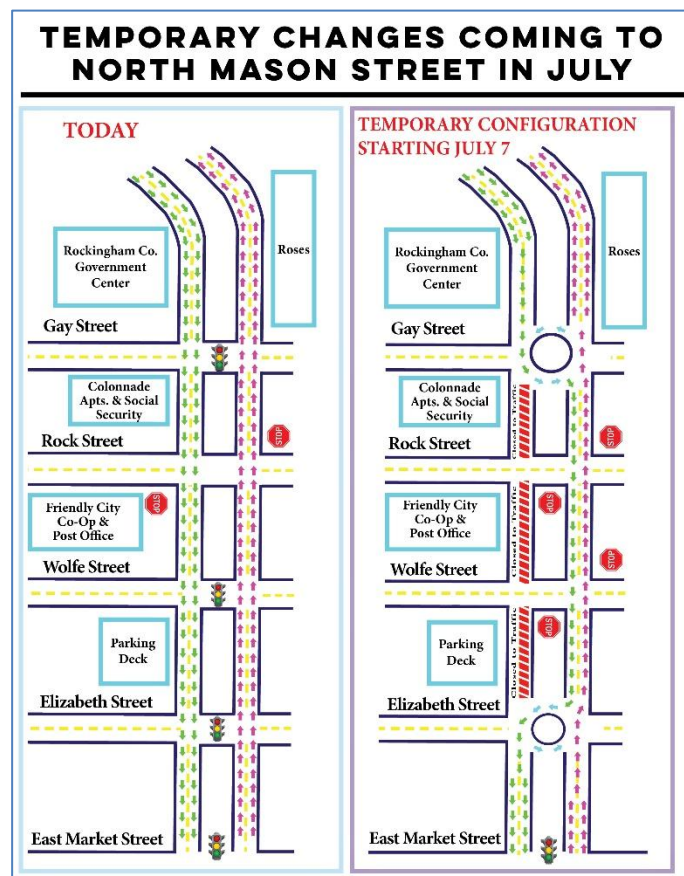 TEMPORARY CHANGES COMING TO
NORTH MASON STREET IN JULY
TODAY
Rockingham Co.
Government
Center
Roses
Gay Street
Colonnade
Apts. & Social
Security
Rock Street
STOP
Friendly City
Co-Op &
Post Office
STOP
Wolfe Street
Parking
Deck
Elizabeth Street
East Market Street
TEMPORARY CONFIGURATION
STARTING JULY 7
Rockingham Co.
Government
Center
Roses
Gay Street
Colonnade
Apts. & Social
Security
Closed to Traffic
Rock Street
STOP
Friendly City
Co-Op &
Post Office
Closed to Traffic
STOP
Wolfe Street
STOP
Parking
Deck
Closed to Traffic
STOP
Elizabeth Street
East Market Street